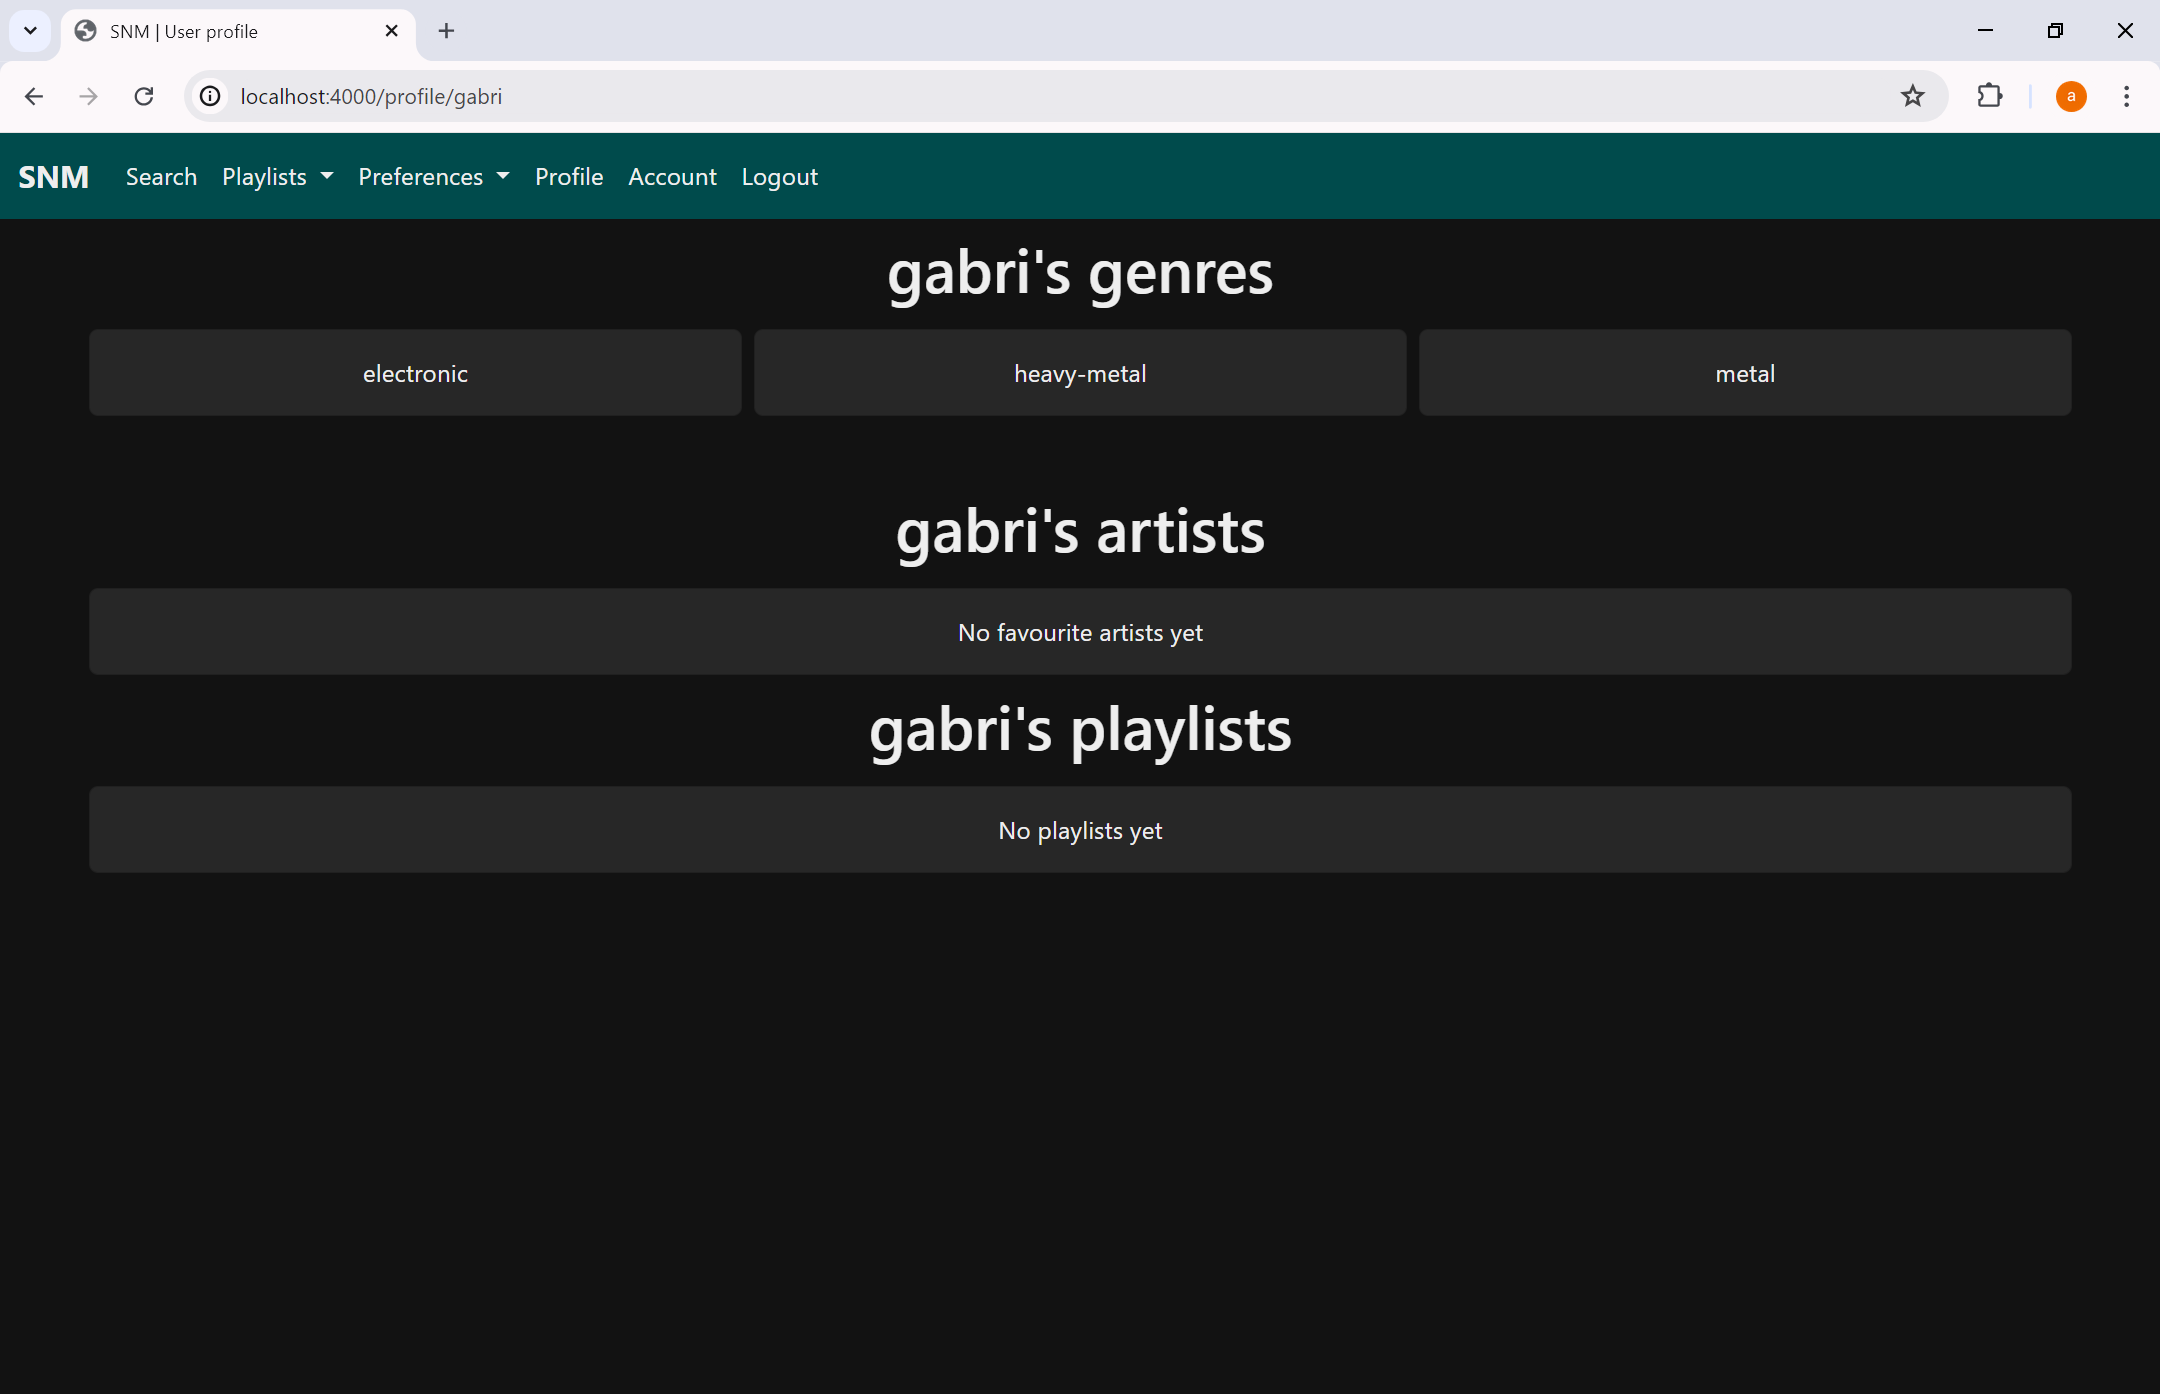 SNM | User profile
localhost:4000/profile/gabri
a
SNM Search Playlists Preferences Profile Account Logout
gabri's genres
electronic heavy-metal metal
gabri's artists
No favourite artists yet
gabri's playlists
No playlists yet